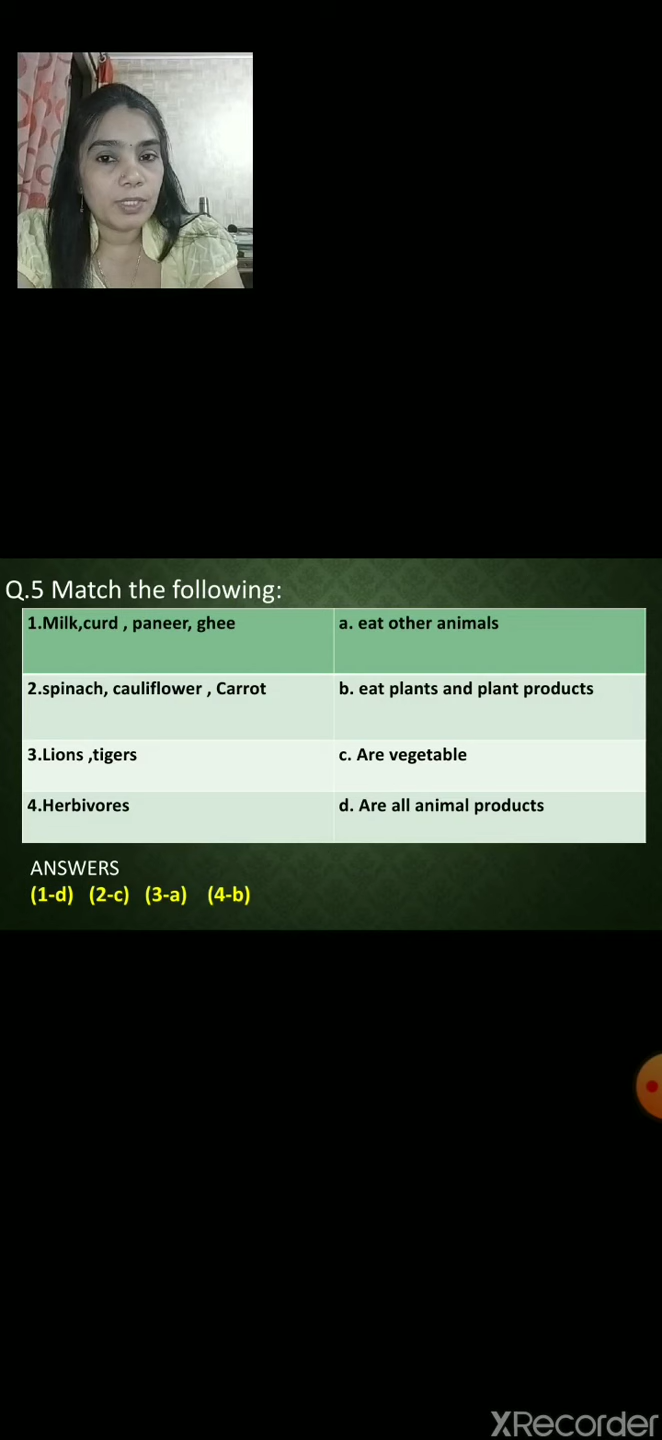 Q.5 Match the following:
1.Milk,curd , paneer, ghee a. eat other animals
2.spinach, cauliflower , Carrot b. eat plants and plant products
3.Lions ,tigers c. Are vegetable
4.Herbivores d. Are all animal products
ANSWERS
(1-d) (2-c) (3-a) (4-b)
XRecorder